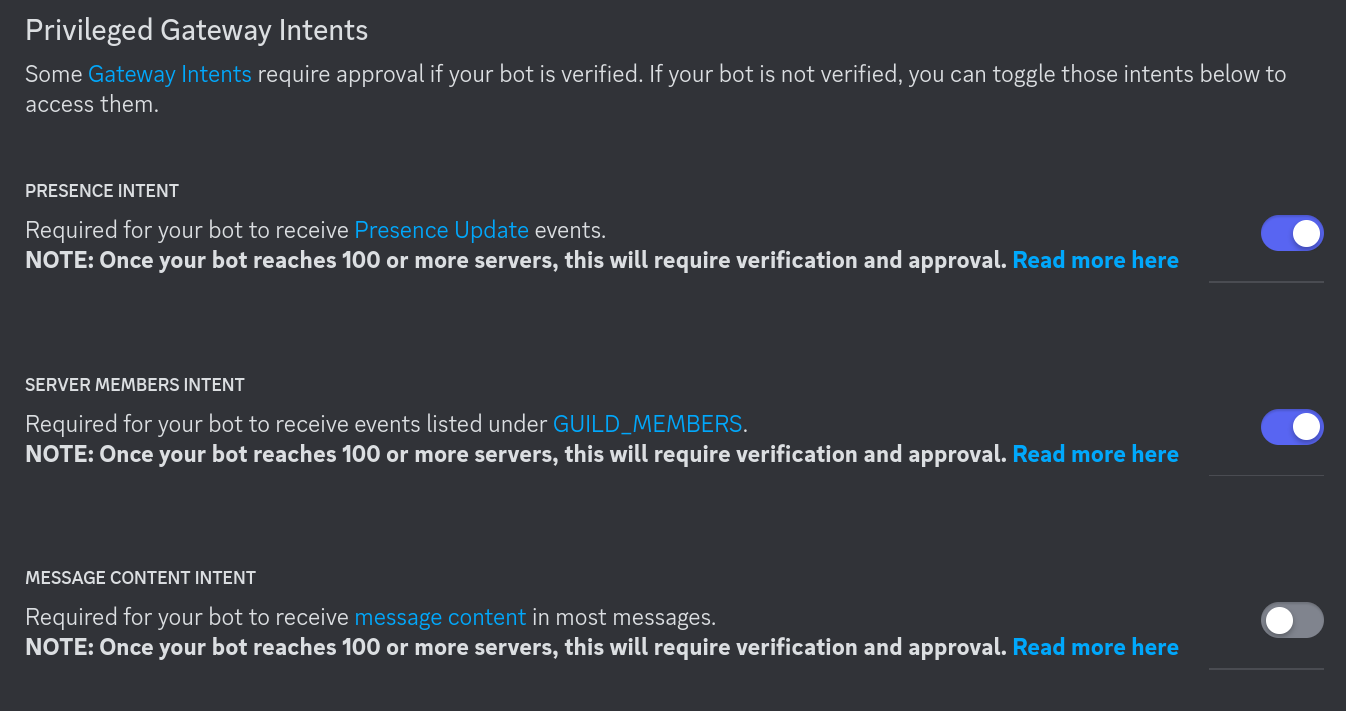 Privileged Gateway Intents
Some Gateway Intents require approval if your bot is verified. If your bot is not verified, you can toggle those intents below to
access them.
PRESENCE INTENT
Required for your bot to receive Presence Update events.
NOTE: Once your bot reaches 100 or more servers, this will require verification and approval. Read more here
SERVER MEMBERS INTENT
Required for your bot to receive events listed under GUILD_MEMBERS.
NOTE: Once your bot reaches 100 or more servers, this will require verification and approval. Read more here
MESSAGE CONTENT INTENT
Required for your bot to receive message content in most messages.
NOTE: Once your bot reaches 100 or more servers, this will require verification and approval. Read more here